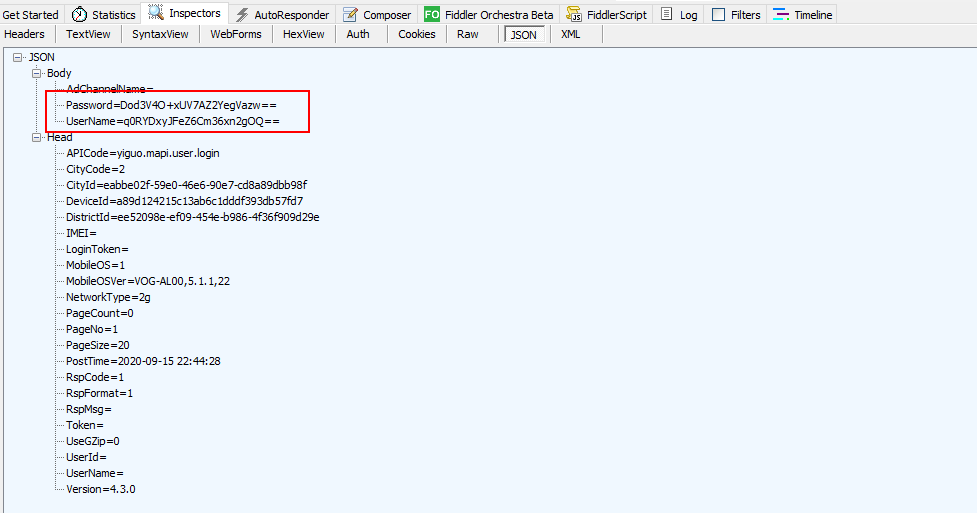 Get Started Statistics Inspectors AutoResponder Composer FO Fiddler Orchestra Beta FiddlerScript Log Filters Timeline
Headers TextView SyntaxView WebForms HexView Auth Cookies Raw JSON XML
JSON
Body
AdChannelName=
Password=Dod3V4O+xUV7AZ2YegVazw==
UserName=q0RYDxyJFeZ6Cm36xn2gOQ==
Head
APICode=yiguo.mapi.user.login
CityCode=2
CityId=eabbe02f-59e0-46e6-90e7-cd8a89dbb98f
DeviceId=a89d124215c13ab6c1dddf393db57fd7
DistrictId=ee52098e-ef09-454e-b986-4f36f909d29e
IMEI=
LoginToken=
MobileOS=1
MobileOSVer=VOG-AL00,5.1.1,22
NetworkType=2g
PageCount=0
PageNo=1
PageSize=20
PostTime=2020-09-15 22:44:28
RspCode=1
RspFormat=1
RspMsg=
Token=
UseGZip=0
UserId=
UserName=
Version=4.3.0